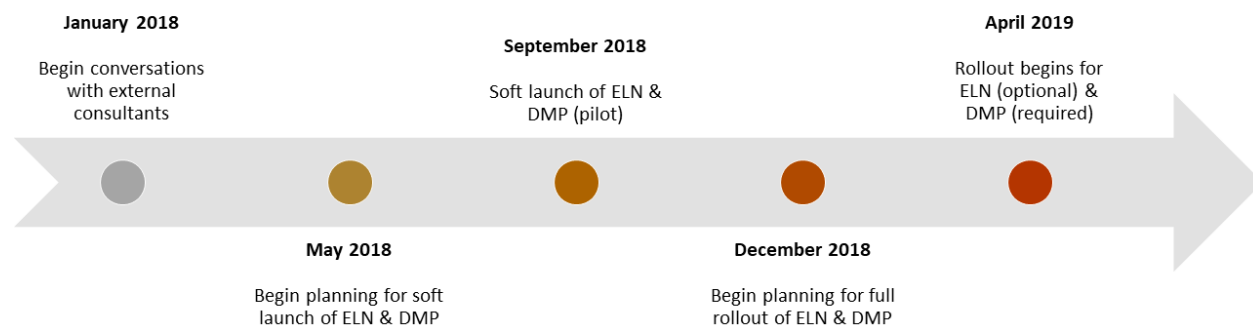 January 2018
Begin conversations
with external
consultants
May 2018
Begin planning for soft
launch of ELN & DMP
September 2018
Soft launch of ELN &
DMP (pilot)
December 2018
Begin planning for full
rollout of ELN & DMP
April 2019
Rollout begins for
ELN (optional) &
DMP (required)